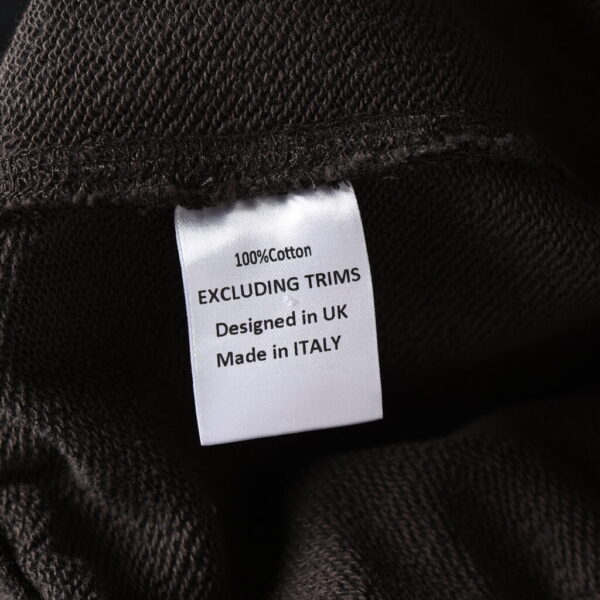 100%Cotton
EXCLUDING TRIMS
Designed in UK
Made in ITALY